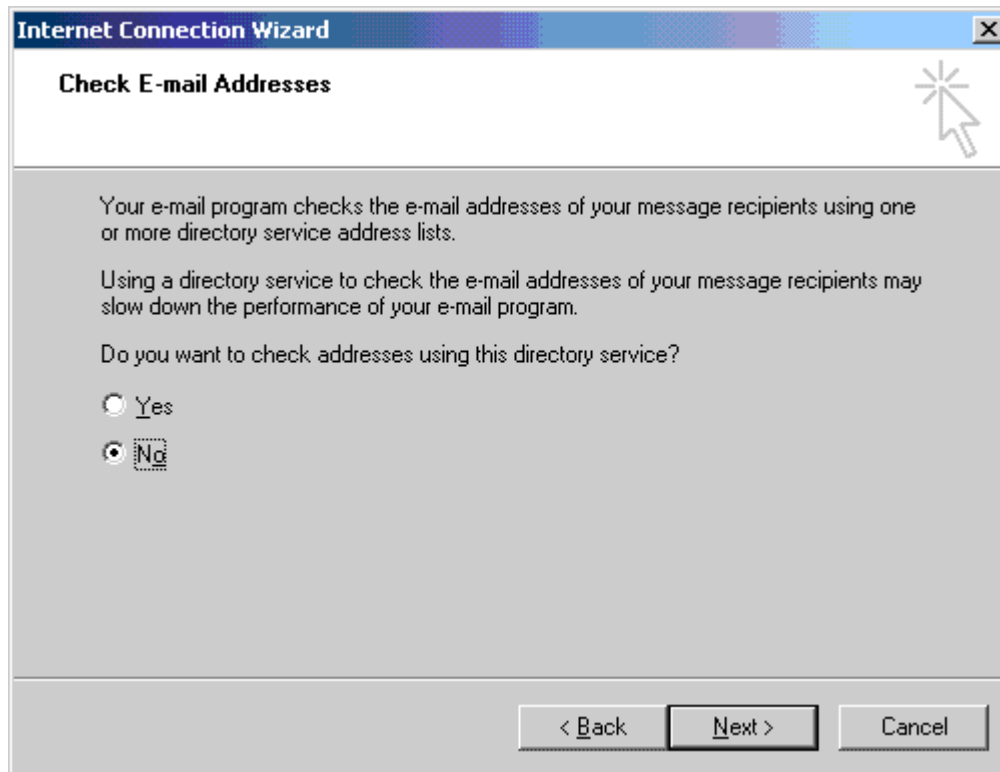 Internet Connection Wizard
Check E-mail Addresses
Your e-mail program checks the e-mail addresses of your message recipients using one
or more directory service address lists.
Using a directory service to check the e-mail addresses of your message recipients may
slow down the performance of your e-mail program.
Do you want to check addresses using this directory service?
Yes
No
< Back
Next >
Cancel